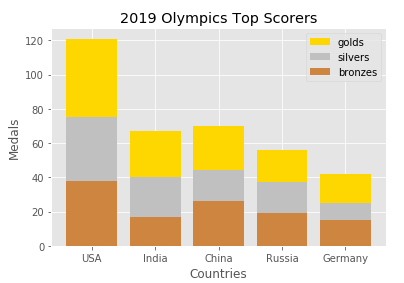 2019 Olympics Top Scorers
golds
silvers
bronzes
120
100
80
60
40
20
0
Medals
USA India China Russia Germany
Countries